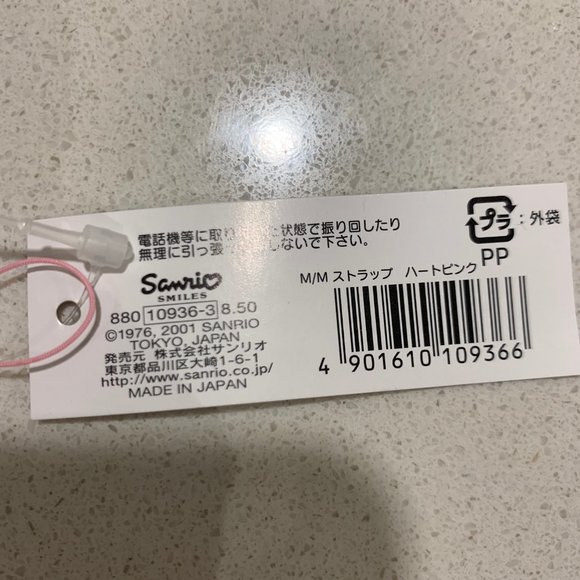 電話機等に取り 状態で振り回したり
無理に引っ張 しないで下さい。
プラ：外袋
PP
Sanrio
SMILES
880 10936-3 8.50
©1976, 2001 SANRIO
TOKYO, JAPAN
発売元 株式会社サンリオ
東京都品川区大崎1-6-1
http://www.sanrio.co.jp/
MADE IN JAPAN
M/M ストラップ ハートピンク
4 901610 109366